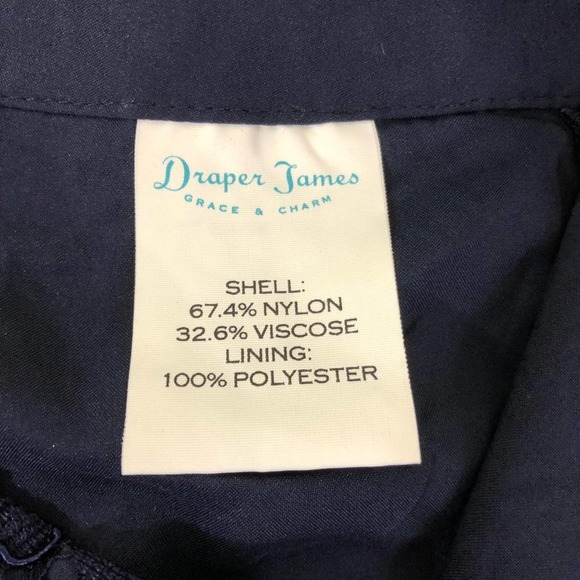 Draper James
GRACE & CHARM
SHELL:
67.4% NYLON
32.6% VISCOSE
LINING:
100% POLYESTER